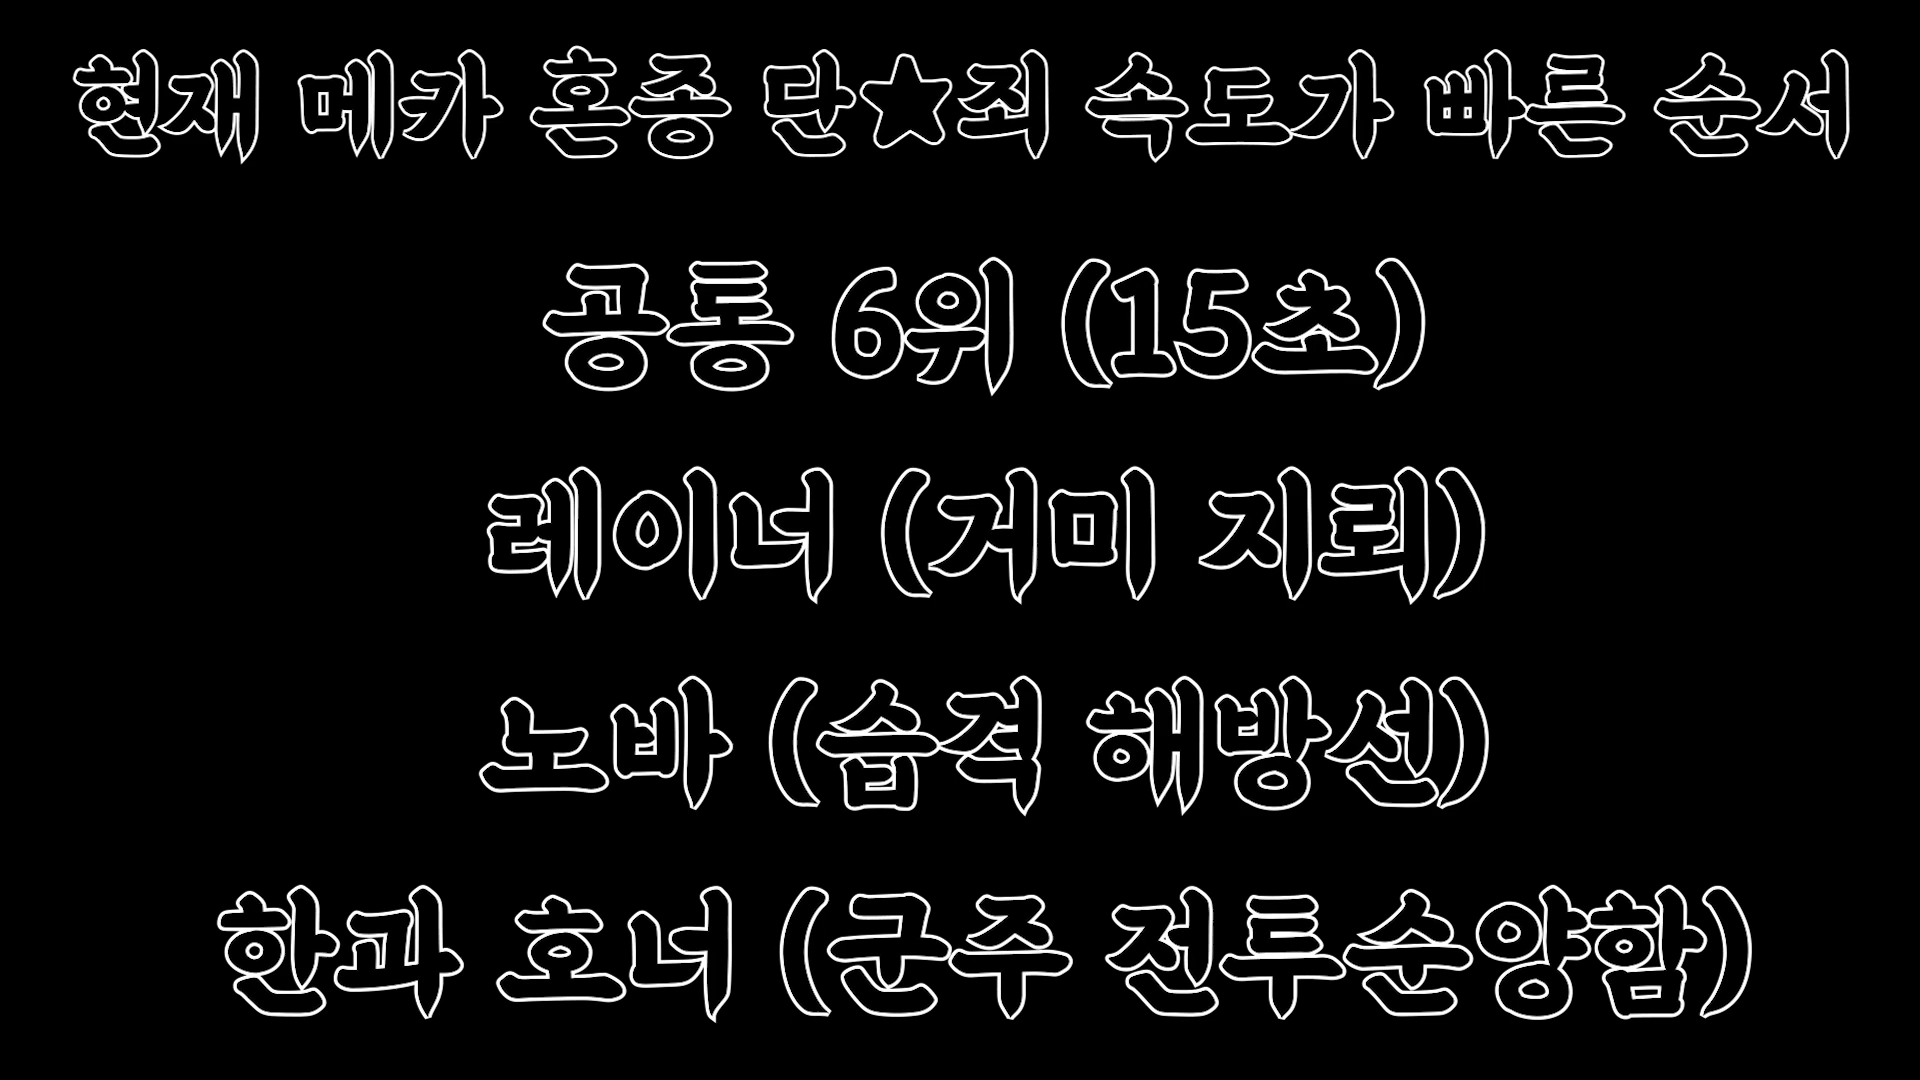 현재 메카 혼종 단★죄 속도가 빠른 순서
공통 6위 (15초)
레이너 (거미 지뢰)
노바 (습격 해방선)
한과 호너 (군주 전투순양함)